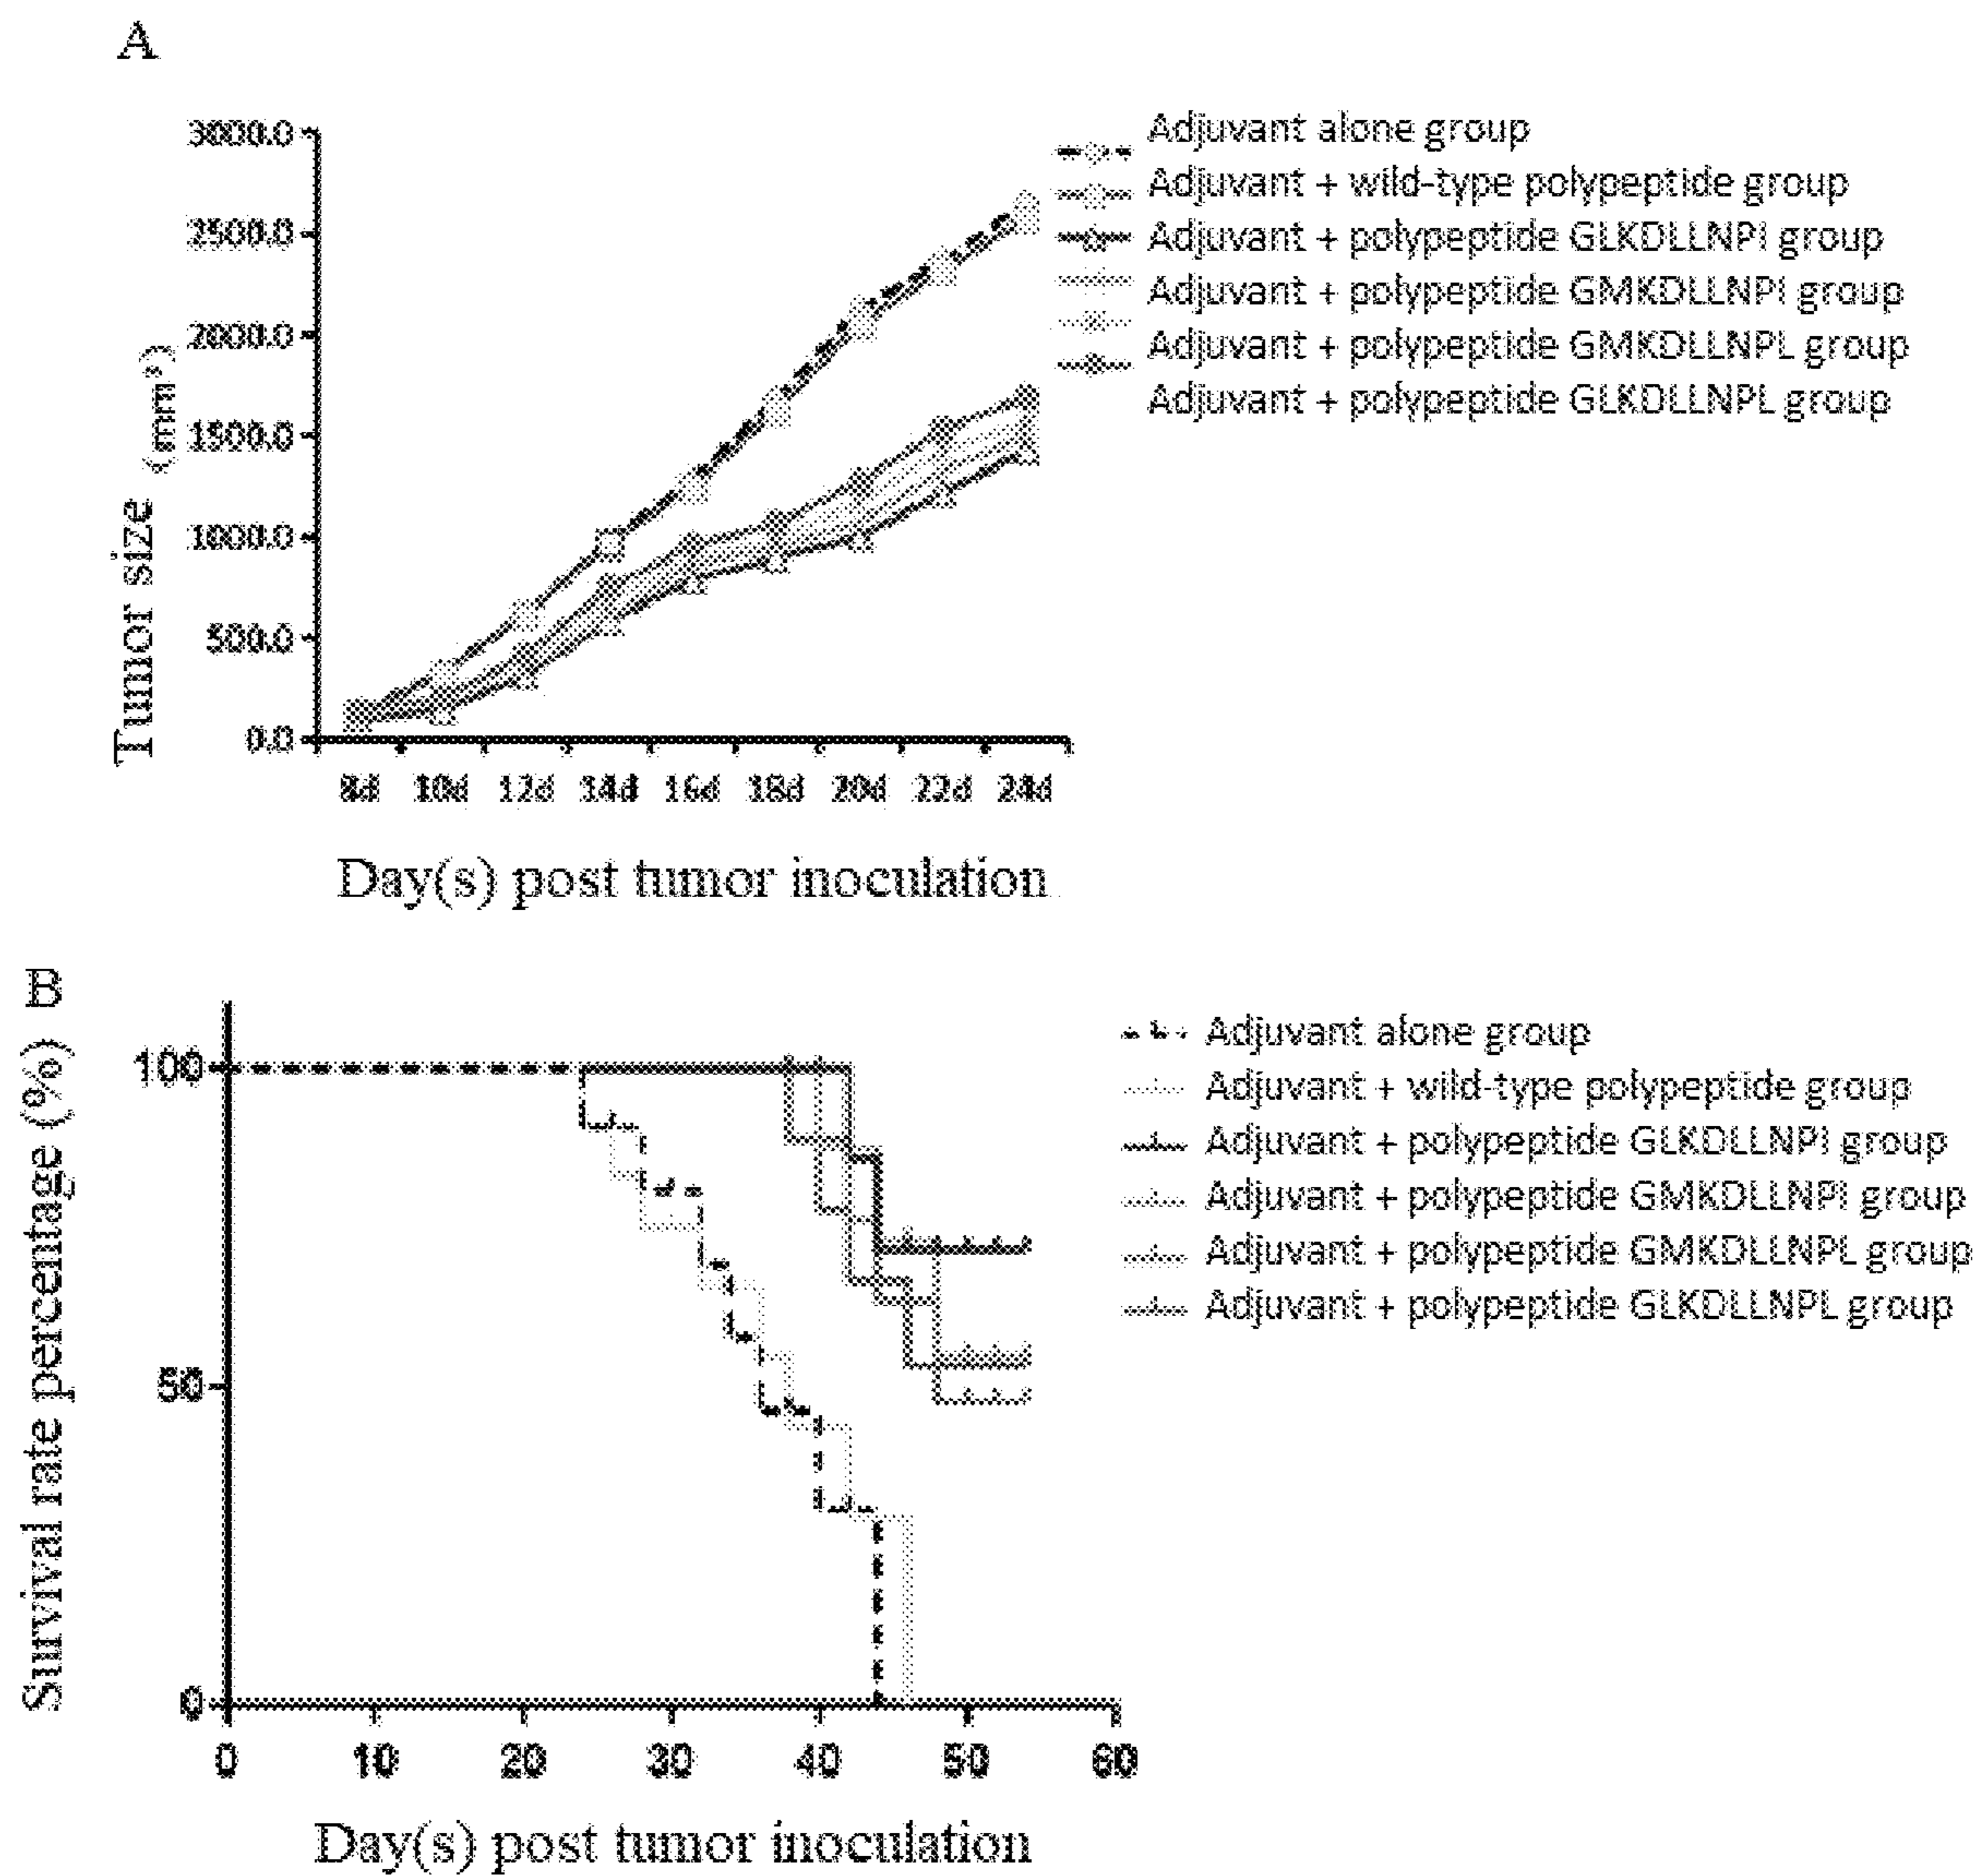 A
3000.0
2500.0
2000.0
1500.0
1000.0
500.0
0.0
Tumor size (mm³)
8d 10d 12d 14d 16d 18d 20d 22d 24d
Day(s) post tumor inoculation
Adjuvant alone group
Adjuvant + wild-type polypeptide group
Adjuvant + polypeptide GLKDLLNPI group
Adjuvant + polypeptide GMKDLLNPI group
Adjuvant + polypeptide GMKDLLNPL group
Adjuvant + polypeptide GLKDLLNPL group
B
100
50
0
Survival rate percentage (%)
0 10 20 30 40 50 60
Day(s) post tumor inoculation
Adjuvant alone group
Adjuvant + wild-type polypeptide group
Adjuvant + polypeptide GLKDLLNPI group
Adjuvant + polypeptide GMKDLLNPI group
Adjuvant + polypeptide GMKDLLNPL group
Adjuvant + polypeptide GLKDLLNPL group